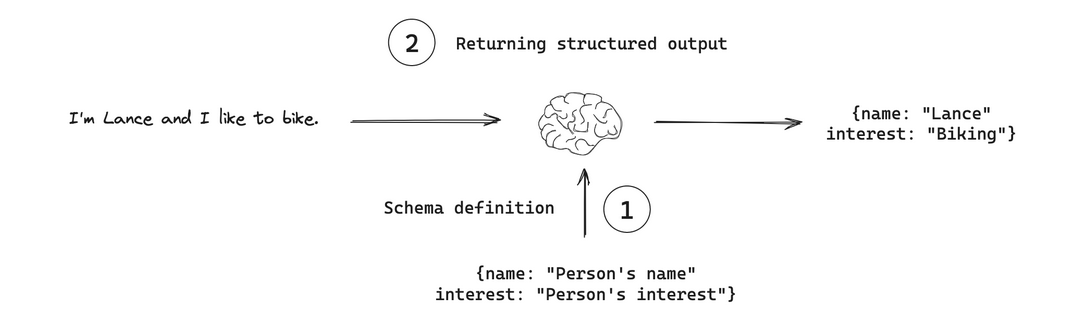 2 Returning structured output
I'm Lance and I like to bike.
{name: "Lance"
interest: "Biking"}
Schema definition 1
{name: "Person's name"
interest: "Person's interest"}